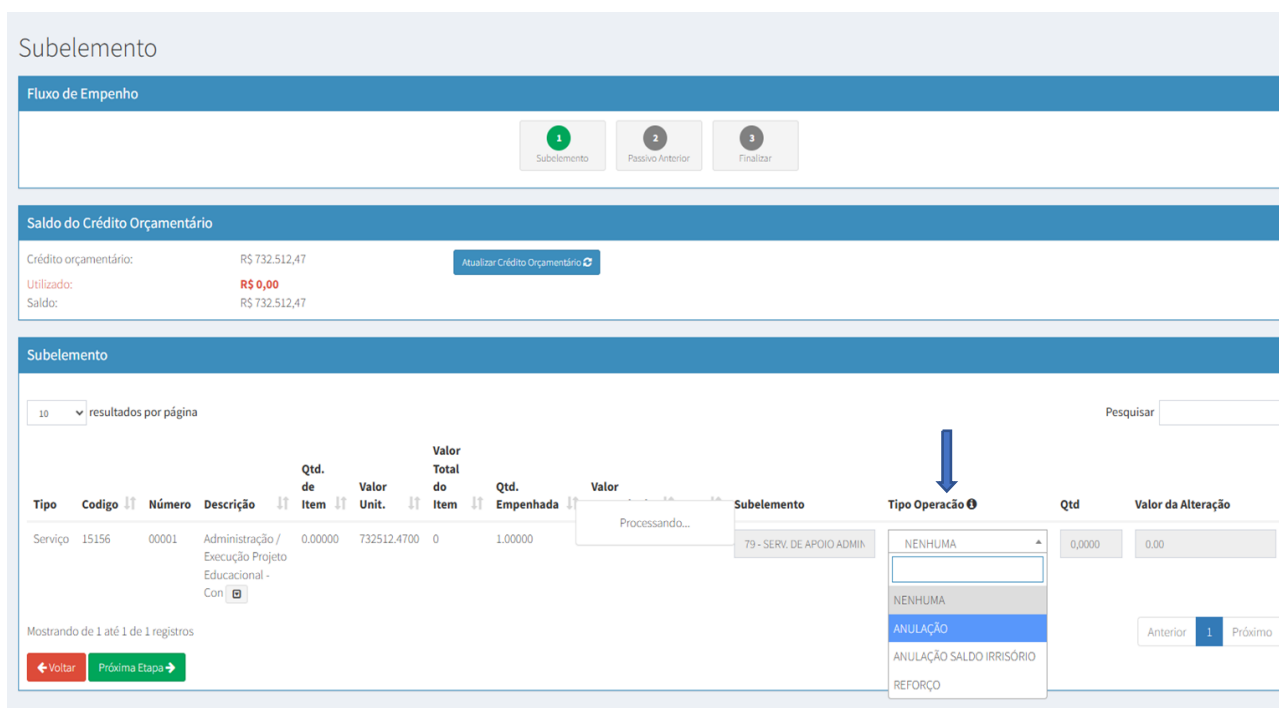 Subelemento
Fluxo de Empenho
1
Subelemento
2
Passivo Anterior
3
Finalizar
Saldo do Crédito Orçamentário
Crédito orçamentário: R$ 732.512,47 Atualizar Crédito Orçamentário
Utilizado: R$ 0,00
Saldo: R$ 732.512,47
Subelemento
10 resultados por página Pesquisar
Tipo Codigo Número Descrição Qtd. de Item Valor Unit. Valor Total do Item Qtd. Empenhada Valor Subelemento Tipo Operacão Qtd Valor da Alteração
Processando...
Serviço 15156 00001 Administração / 0.00000 732512.4700 0 1.00000 79 - SERV. DE APOIO ADMIN NENHUMA 0,0000 0.00
Execução Projeto
Educacional -
Con
NENHUMA
ANULAÇÃO
ANULAÇÃO SALDO IRRISÓRIO
REFORÇO
Mostrando de 1 até 1 de 1 registros Anterior 1 Próximo
Voltar Próxima Etapa